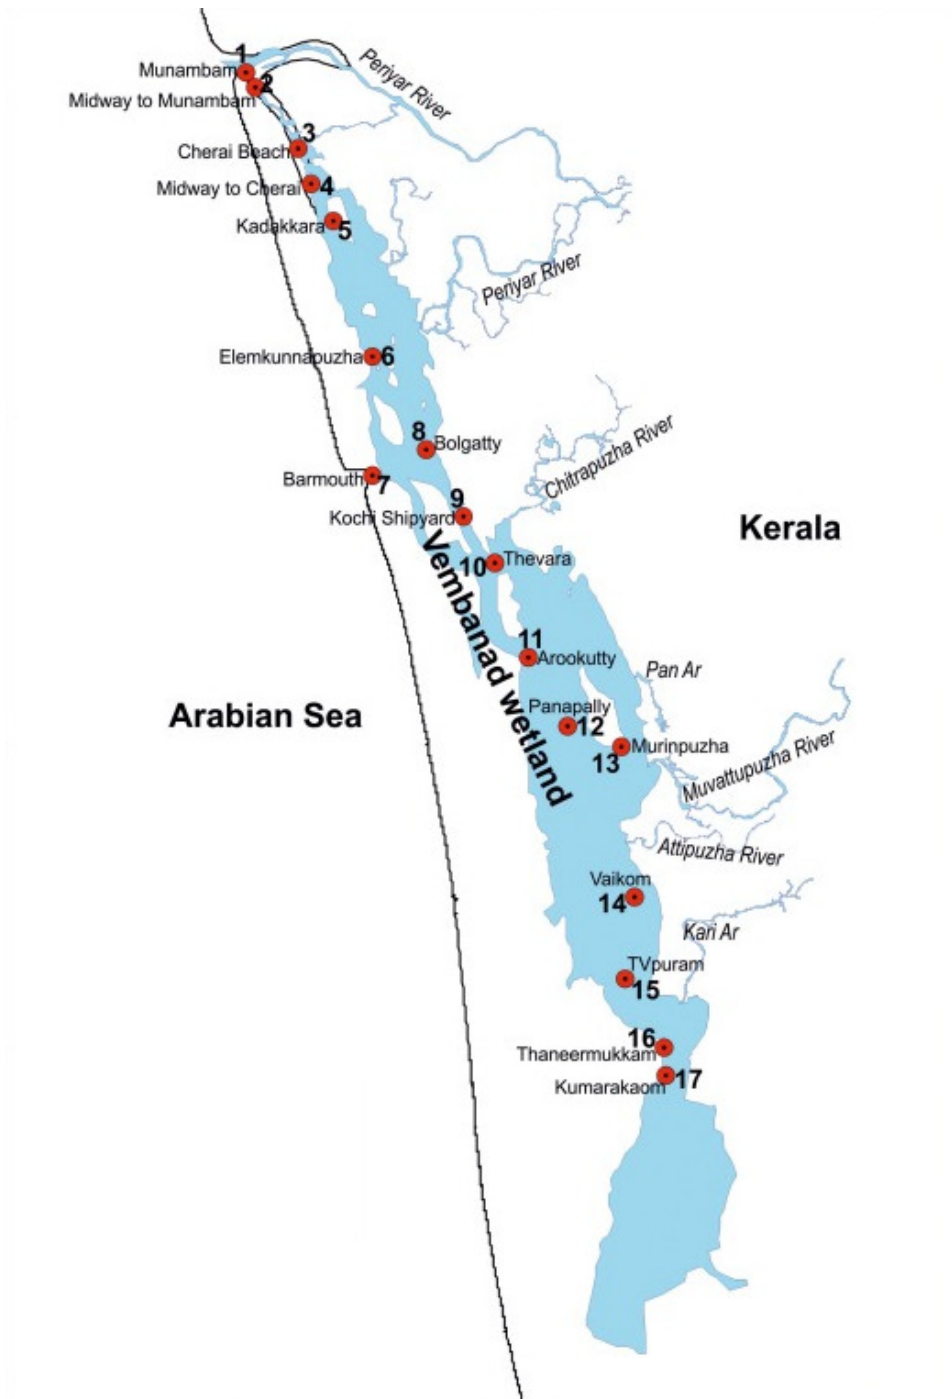 1
Munambam
2
Midway to Munambam
Periyar River
3
Cherai Beach
Midway to Cherai
4
Kadakkara
5
Periyar River
Elemkunnapuzha
6
8
Bolgatty
Barmouth
7
Chitrapuzha River
9
Kochi Shipyard
Kerala
10
Thevara
Vembanad wetland
11
Arookutty
Pan Ar
Arabian Sea
Panapally
12
Murinpuzha
13
Muvattupuzha River
Attipuzha River
Vaikom
14
Kari Ar
TVpuram
15
16
Thaneermukkam
Kumarakaom
17